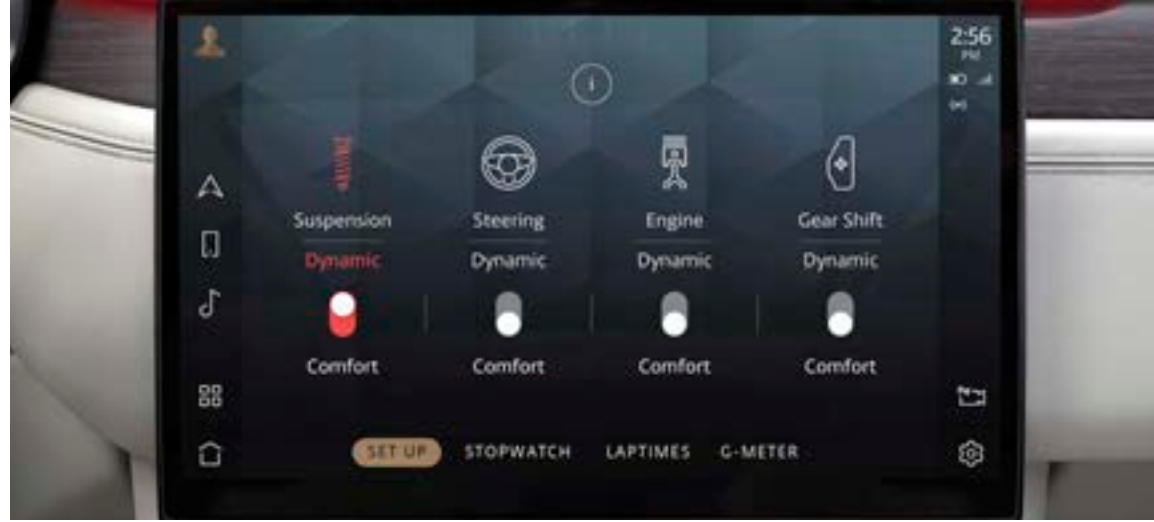 2:56
PM
i
Suspension Steering Engine Gear Shift
Dynamic Dynamic Dynamic Dynamic
Comfort Comfort Comfort Comfort
SET UP STOPWATCH LAPTIMES G-METER